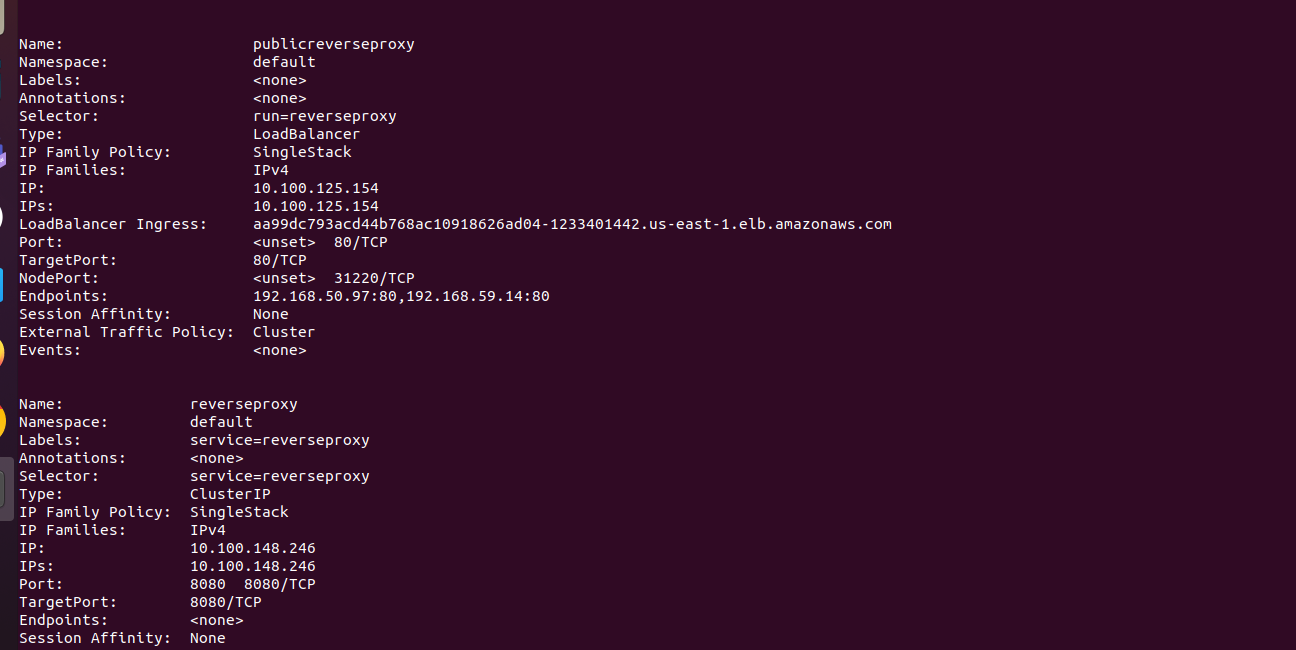 Name: publicreverseproxy
Namespace: default
Labels: <none>
Annotations: <none>
Selector: run=reverseproxy
Type: LoadBalancer
IP Family Policy: SingleStack
IP Families: IPv4
IP: 10.100.125.154
IPs: 10.100.125.154
LoadBalancer Ingress: aa99dc793acd44b768ac10918626ad04-1233401442.us-east-1.elb.amazonaws.com
Port: <unset> 80/TCP
TargetPort: 80/TCP
NodePort: <unset> 31220/TCP
Endpoints: 192.168.50.97:80,192.168.59.14:80
Session Affinity: None
External Traffic Policy: Cluster
Events: <none>
Name: reverseproxy
Namespace: default
Labels: service=reverseproxy
Annotations: <none>
Selector: service=reverseproxy
Type: ClusterIP
IP Family Policy: SingleStack
IP Families: IPv4
IP: 10.100.148.246
IPs: 10.100.148.246
Port: 8080 8080/TCP
TargetPort: 8080/TCP
Endpoints: <none>
Session Affinity: None